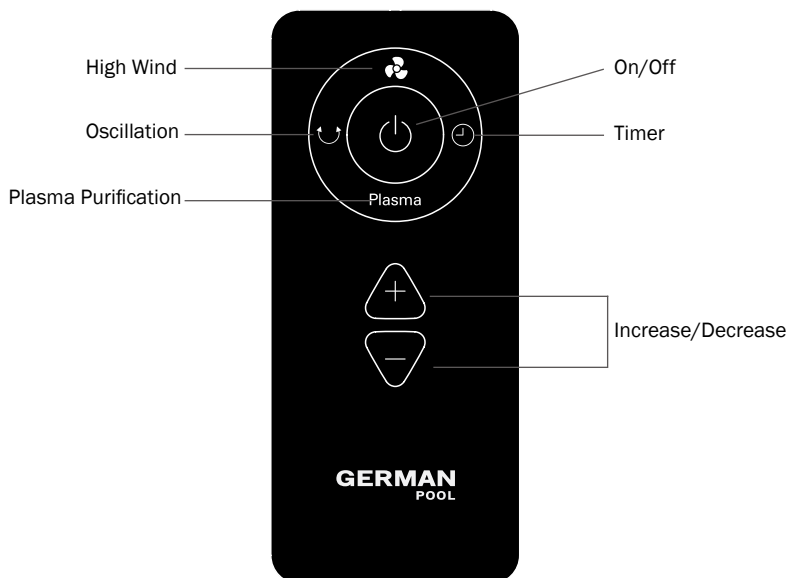 High Wind
On/Off
Oscillation
Timer
Plasma Purification
Plasma
Increase/Decrease
GERMAN
POOL